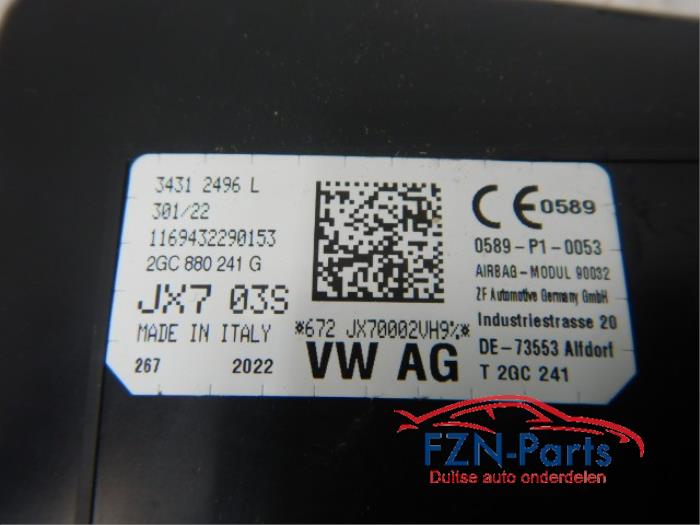 3431 2496 L
301/22
1169432290153
2GC 880 241 G
JX7 03S
MADE IN ITALY
267 2022
*672 JX70002VH9%*
VW AG
CE 0589
0589-P1-0053
AIRBAG-MODUL 90032
ZF Automotive Germany GmbH
Industriestrasse 20
DE-73553 Alfdorf
T 2GC 241
FZN-Parts
Duitse auto onderdelen